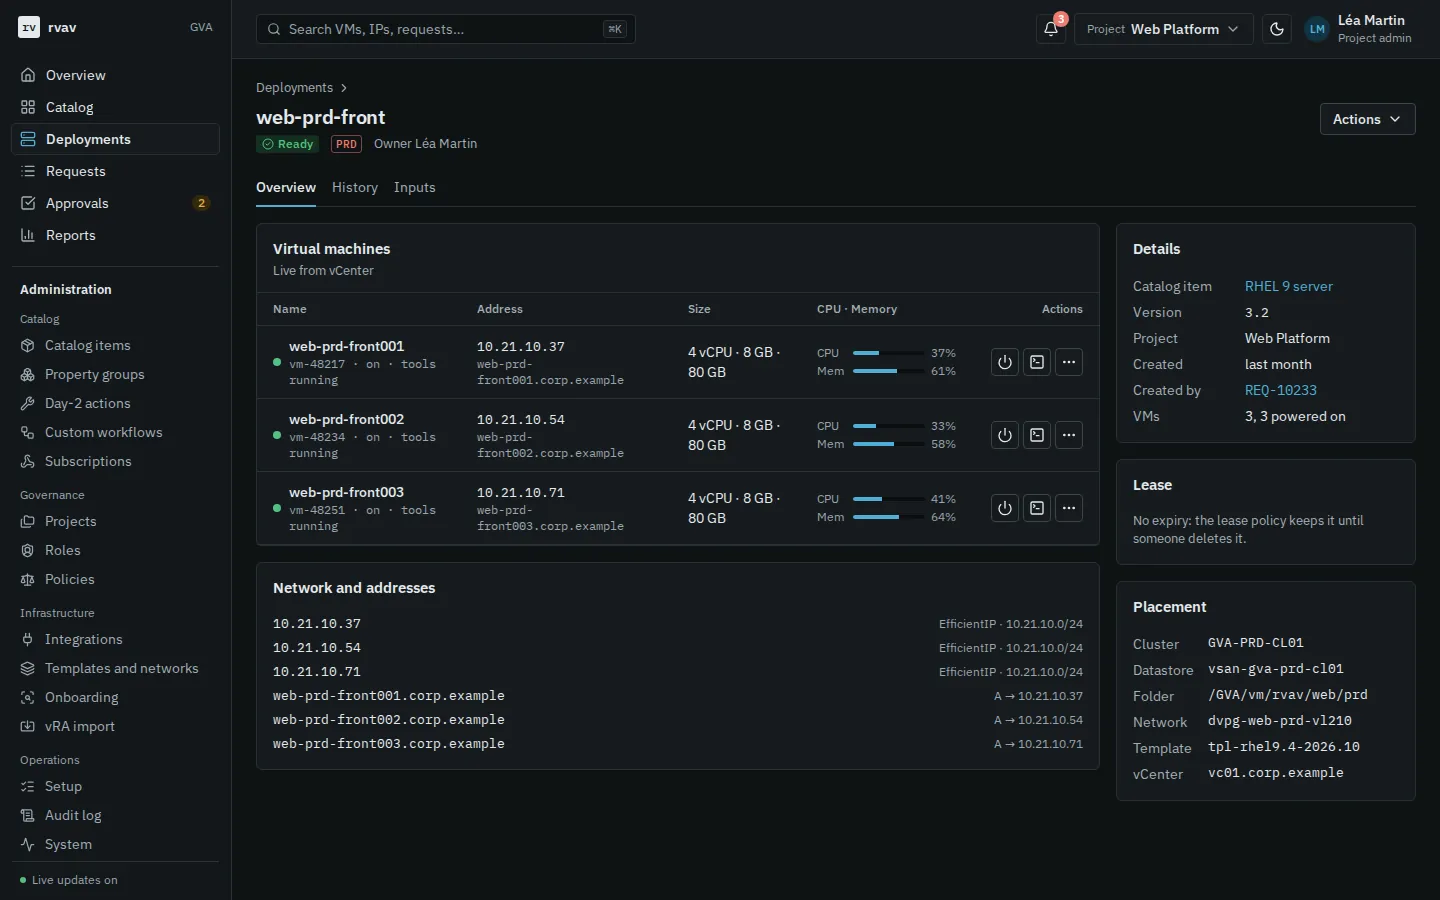 rv rvav GVA
Search VMs, IPs, requests... ⌘K
3
Project Web Platform
LM
Léa Martin
Project admin
Overview
Catalog
Deployments
Requests
Approvals 2
Reports
Administration
Catalog
Catalog items
Property groups
Day-2 actions
Custom workflows
Subscriptions
Governance
Projects
Roles
Policies
Infrastructure
Integrations
Templates and networks
Onboarding
vRA import
Operations
Setup
Audit log
System
Live updates on
Deployments
web-prd-front
Ready PRD Owner Léa Martin
Actions
Overview History Inputs
Virtual machines
Live from vCenter
Name Address Size CPU · Memory Actions
web-prd-front001
vm-48217 · on · tools
running
10.21.10.37
web-prd-
front001.corp.example
4 vCPU · 8 GB ·
80 GB
CPU 37%
Mem 61%
web-prd-front002
vm-48234 · on · tools
running
10.21.10.54
web-prd-
front002.corp.example
4 vCPU · 8 GB ·
80 GB
CPU 33%
Mem 58%
web-prd-front003
vm-48251 · on · tools
running
10.21.10.71
web-prd-
front003.corp.example
4 vCPU · 8 GB ·
80 GB
CPU 41%
Mem 64%
Network and addresses
10.21.10.37 EfficientIP · 10.21.10.0/24
10.21.10.54 EfficientIP · 10.21.10.0/24
10.21.10.71 EfficientIP · 10.21.10.0/24
web-prd-front001.corp.example A → 10.21.10.37
web-prd-front002.corp.example A → 10.21.10.54
web-prd-front003.corp.example A → 10.21.10.71
Details
Catalog item RHEL 9 server
Version 3.2
Project Web Platform
Created last month
Created by REQ-10233
VMs 3, 3 powered on
Lease
No expiry: the lease policy keeps it until
someone deletes it.
Placement
Cluster GVA-PRD-CL01
Datastore vsan-gva-prd-cl01
Folder /GVA/vm/rvav/web/prd
Network dvpg-web-prd-vl210
Template tpl-rhel9.4-2026.10
vCenter vc01.corp.example